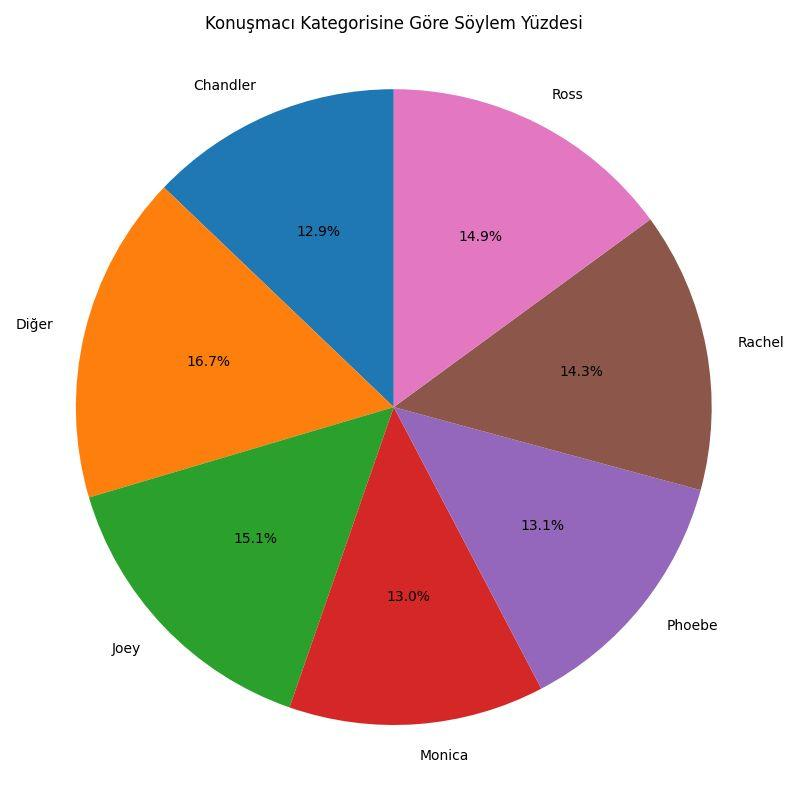 Konuşmacı Kategorisine Göre Söylem Yüzdesi
Chandler
Ross
12.9%
14.9%
Diğer
Rachel
16.7%
14.3%
15.1%
13.1%
13.0%
Joey
Phoebe
Monica